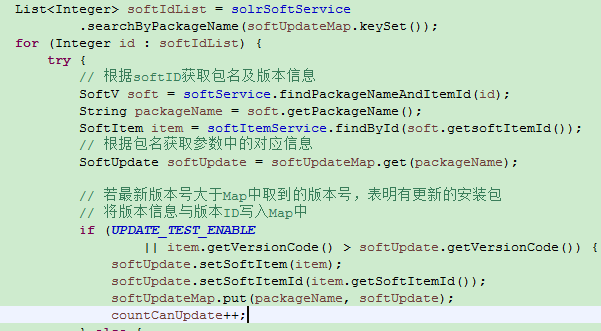 List<Integer> softIdList = solrSoftService
.searchByPackageName(softUpdateMap.keySet());
for (Integer id : softIdList) {
try {
// 根据softID获取包名及版本信息
SoftV soft = softService.findPackageNameAndItemId(id);
String packageName = soft.getPackageName();
SoftItem item = softItemService.findById(soft.getsoftItemId());
// 根据包名获取参数中的对应信息
SoftUpdate softUpdate = softUpdateMap.get(packageName);
// 若最新版本号大于Map中取到的版本号，表明有更新的安装包
// 将版本信息与版本ID写入Map中
if (UPDATE_TEST_ENABLE
|| item.getVersionCode() > softUpdate.getVersionCode()) {
softUpdate.setSoftItem(item);
softUpdate.setSoftItemId(item.getSoftItemId());
softUpdateMap.put(packageName, softUpdate);
countCanUpdate++;
} else {